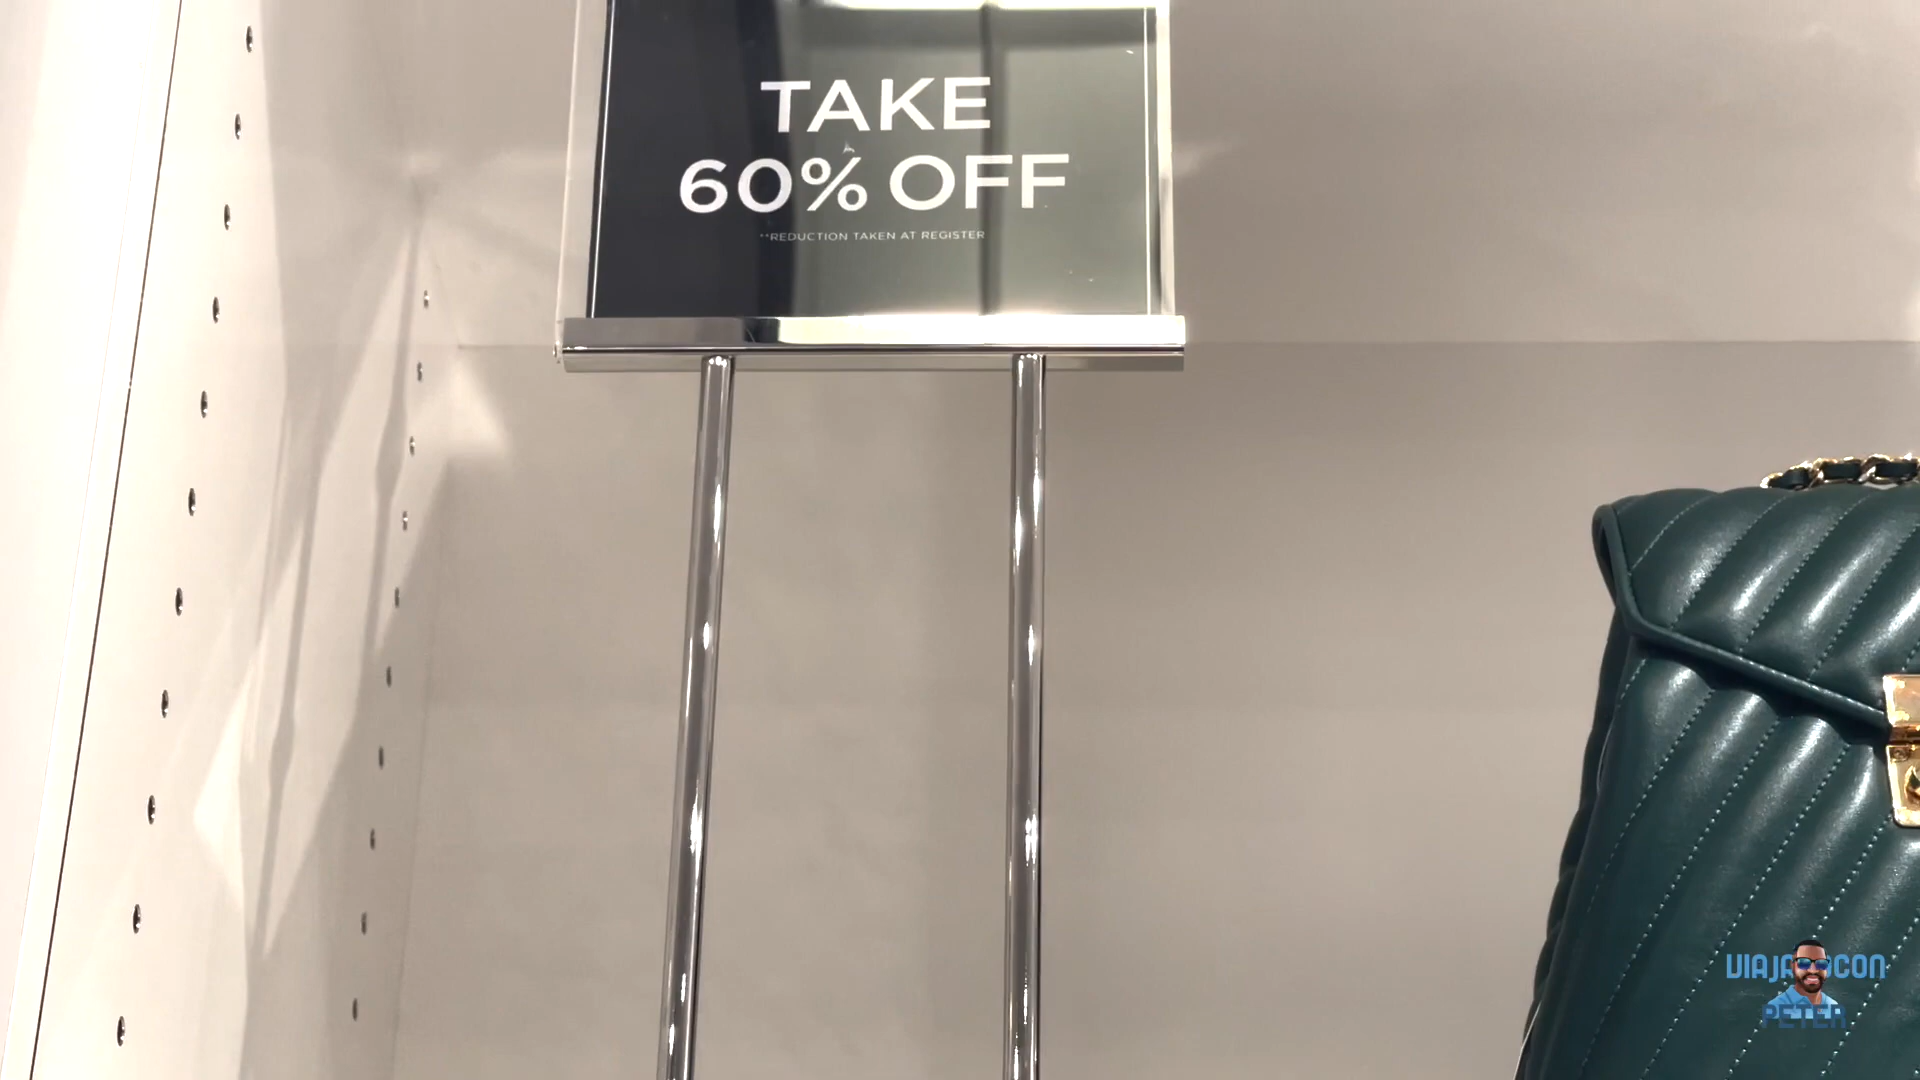 TAKE
60% OFF
**REDUCTION TAKEN AT REGISTER
VIAJA CON
PETER